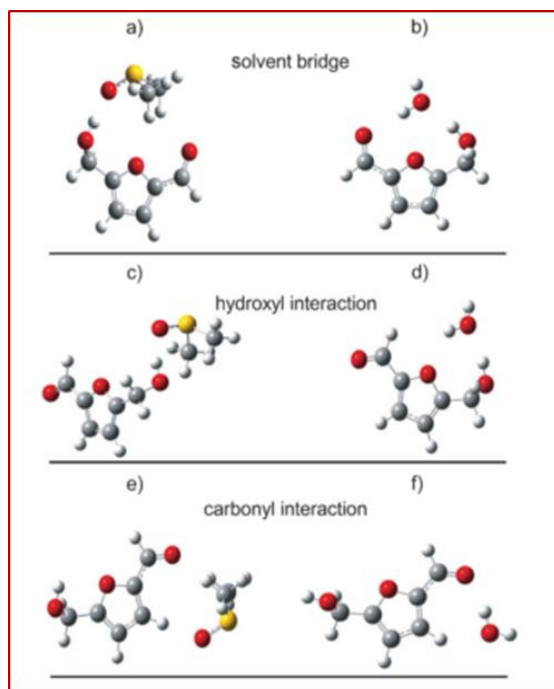 a) b)
solvent bridge
c) d)
hydroxyl interaction
e) f)
carbonyl interaction